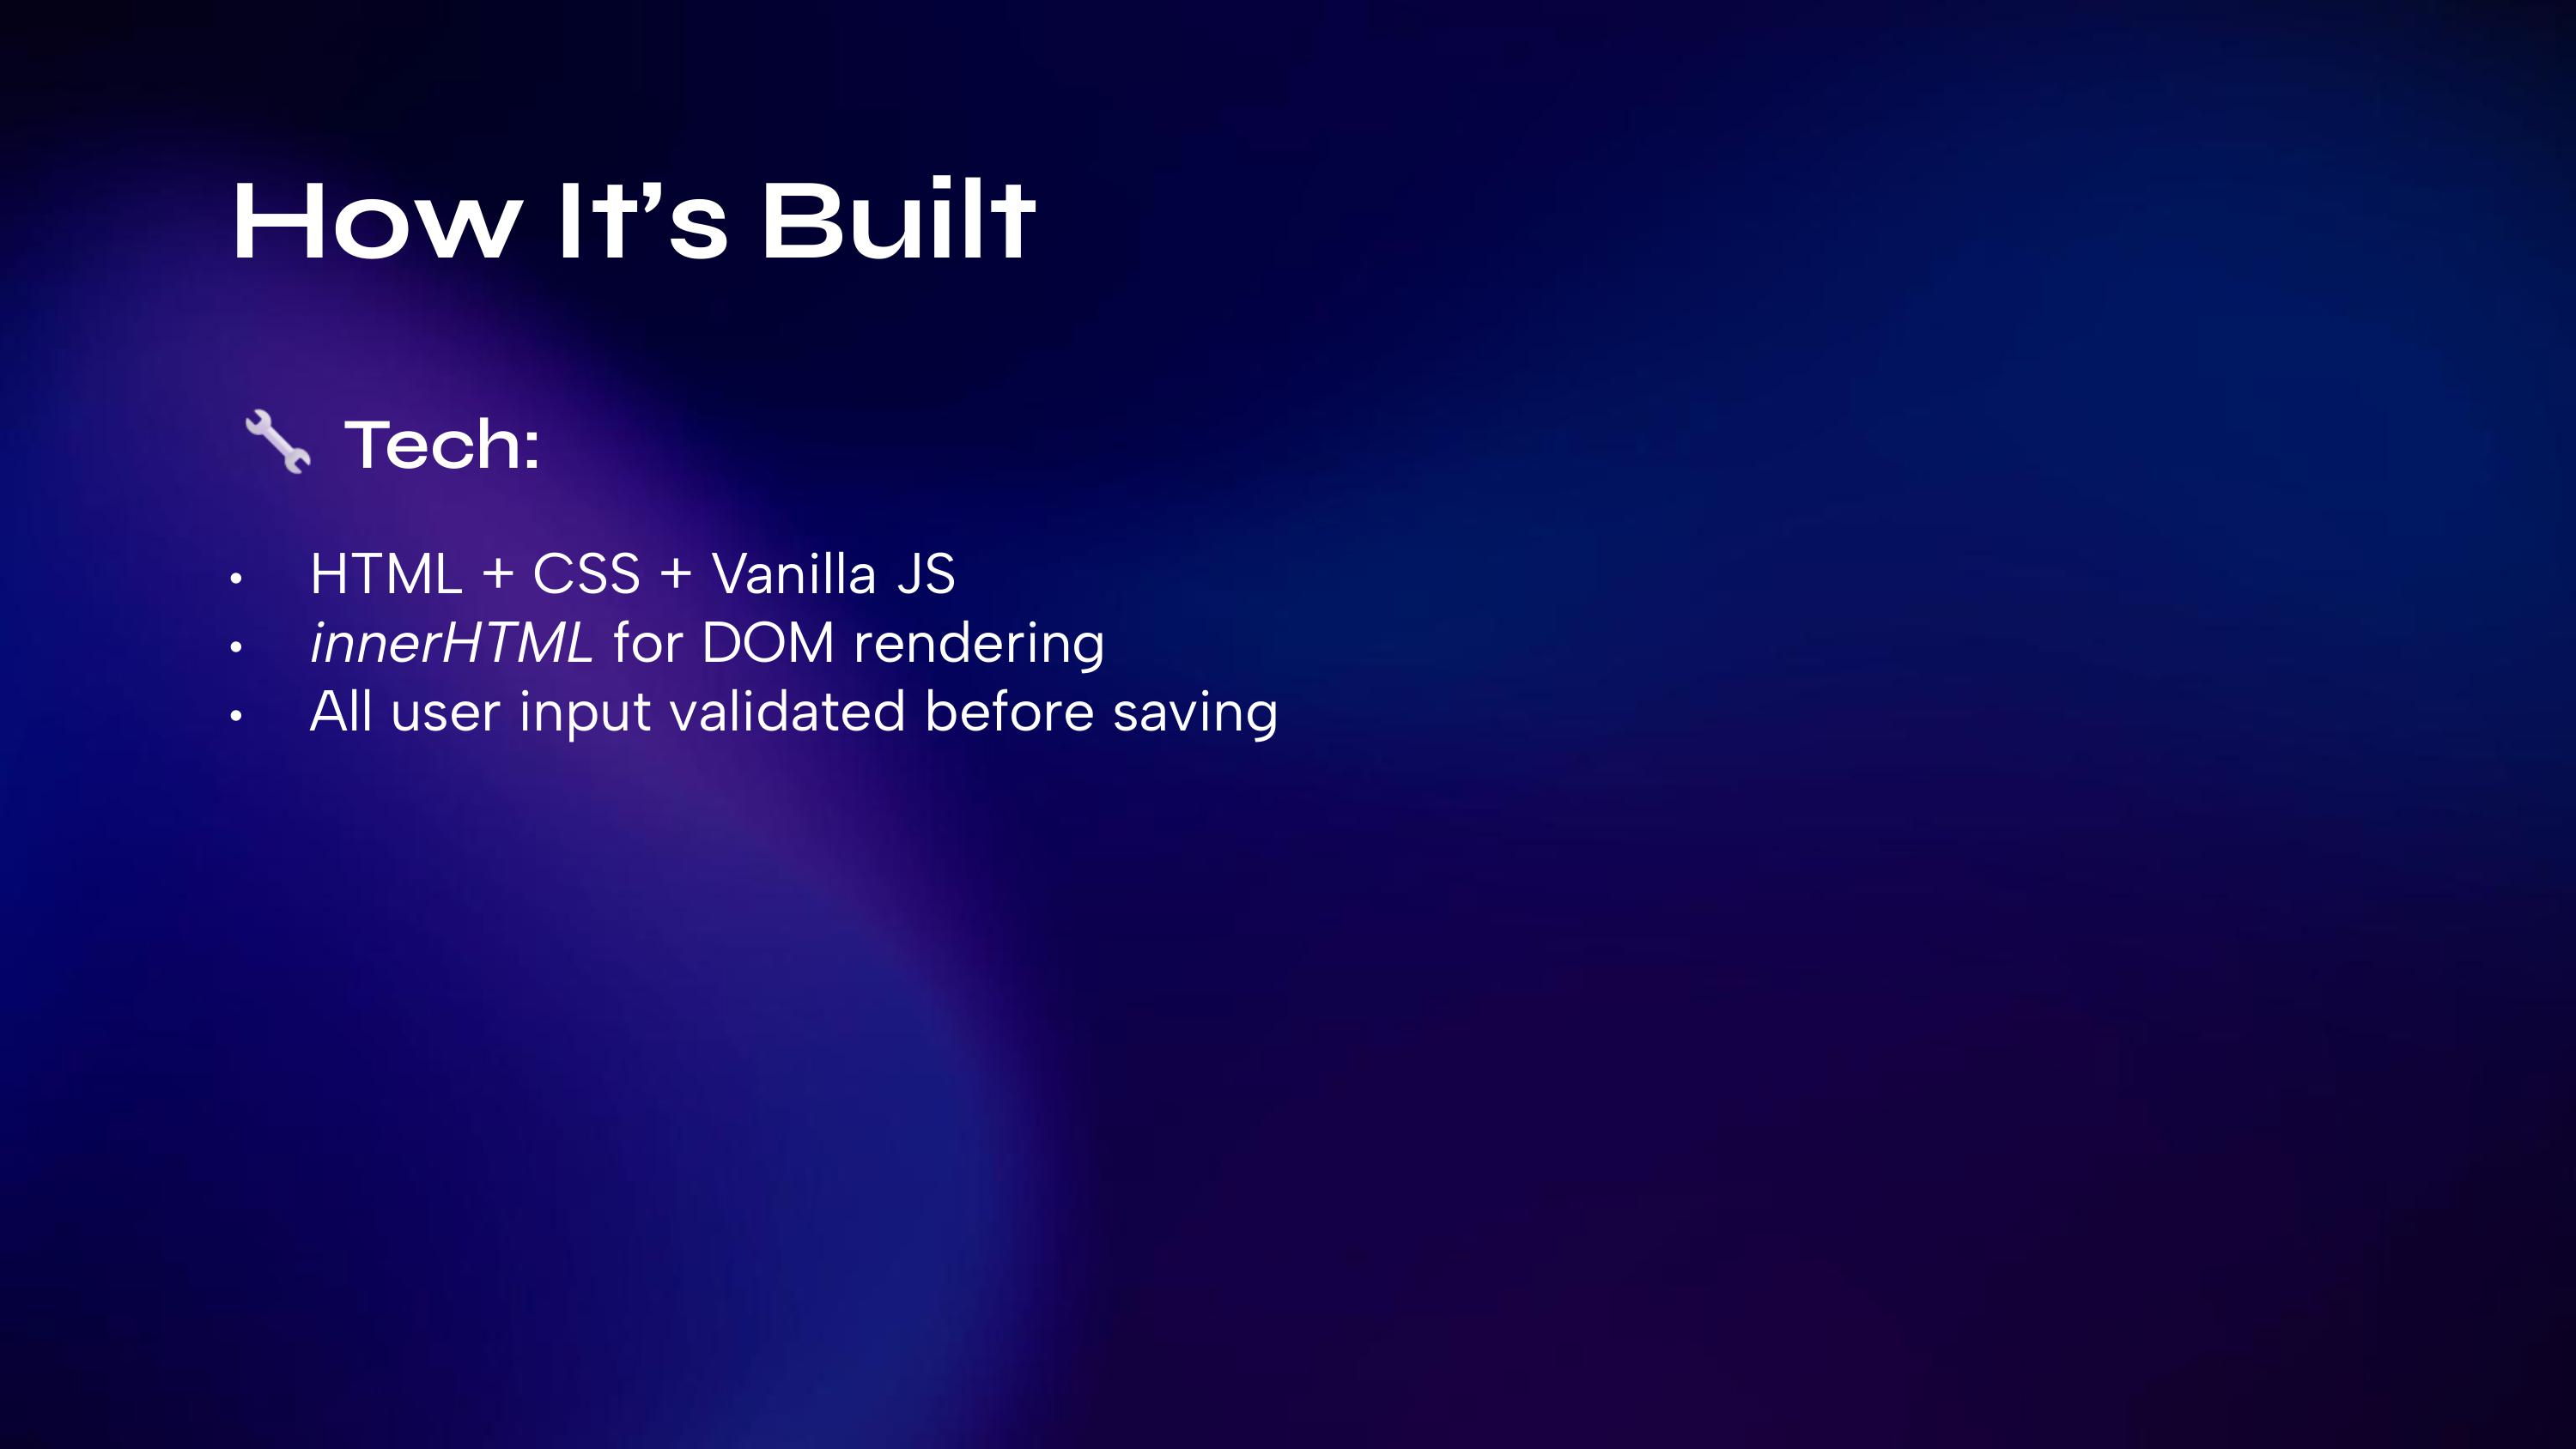 How It’s Built
🔧 Tech:
• HTML + CSS + Vanilla JS
• innerHTML for DOM rendering
• All user input validated before saving